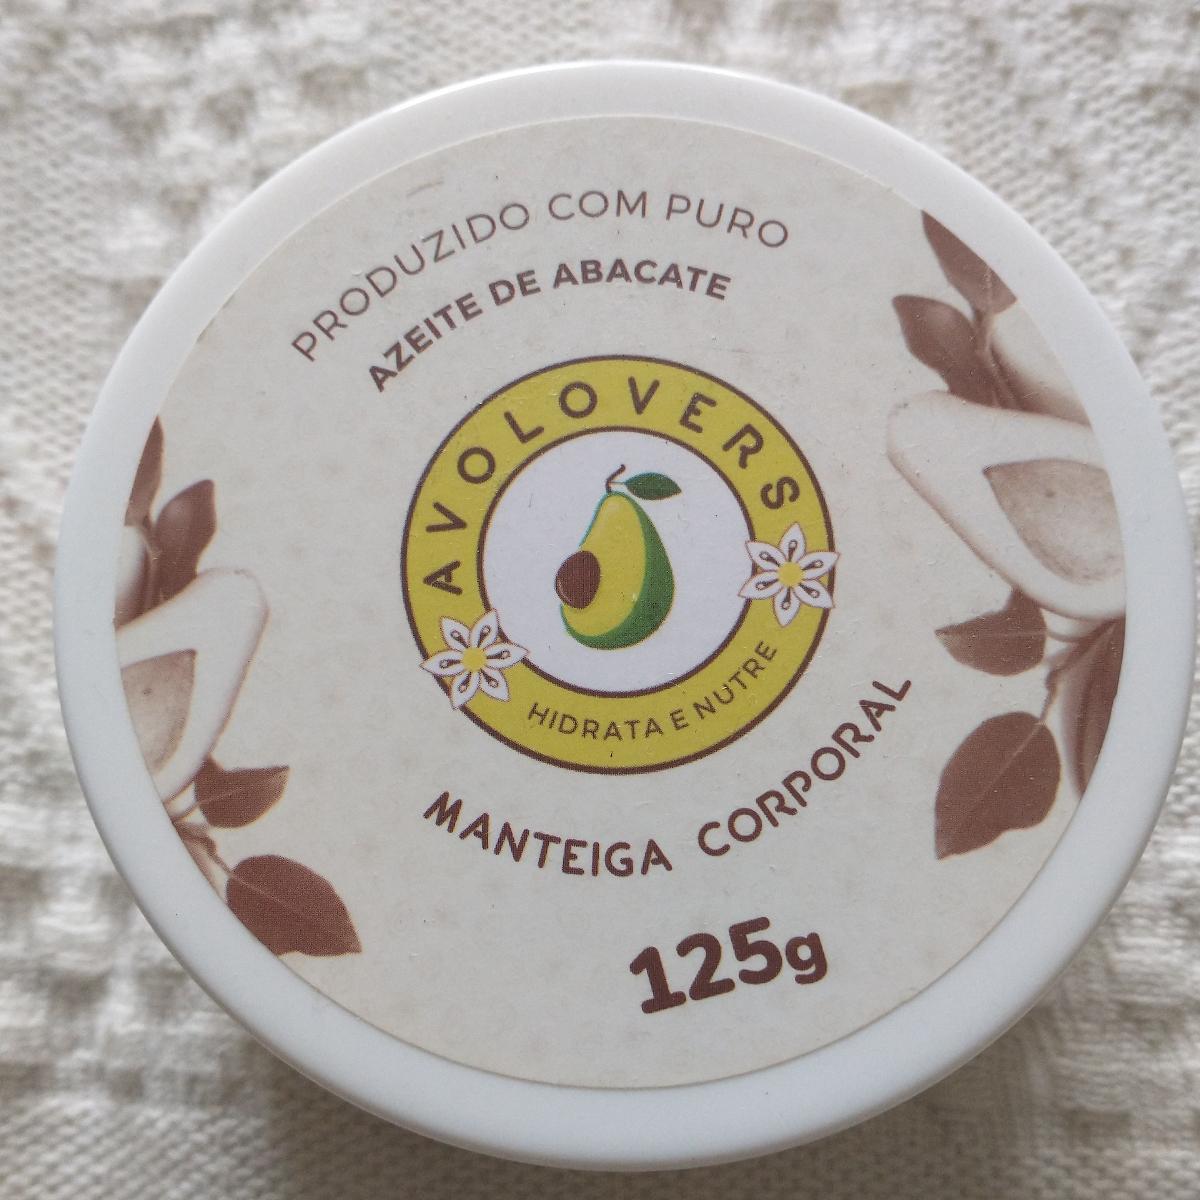 PRODUZIDO COM PURO
AZEITE DE ABACATE
AVOLOVERS
HIDRATA E NUTRE
MANTEIGA CORPORAL
125g